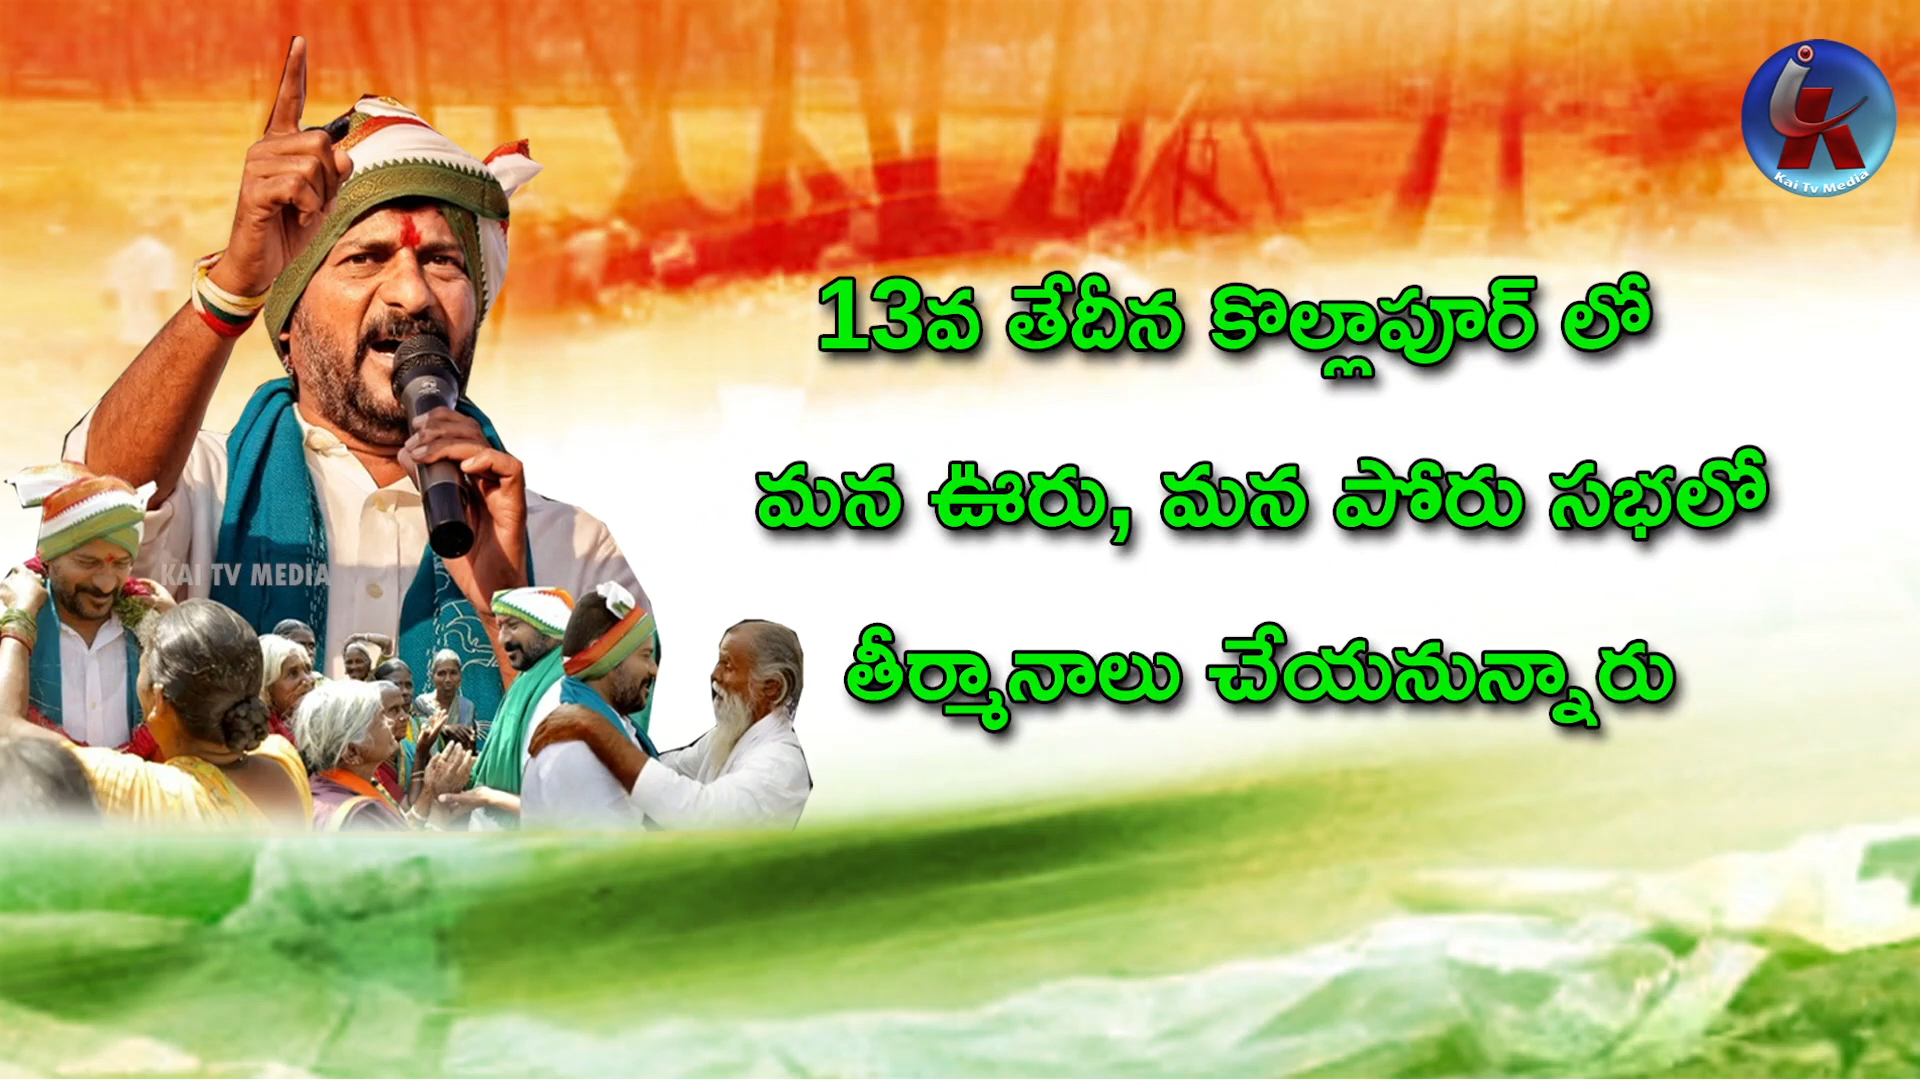 Kai Tv Media
13వ తేదీన కొల్లాపూర్ లో
మన ఊరు, మన పోరు సభలో
KAI TV MEDIA
తీర్మానాలు చేయనున్నారు